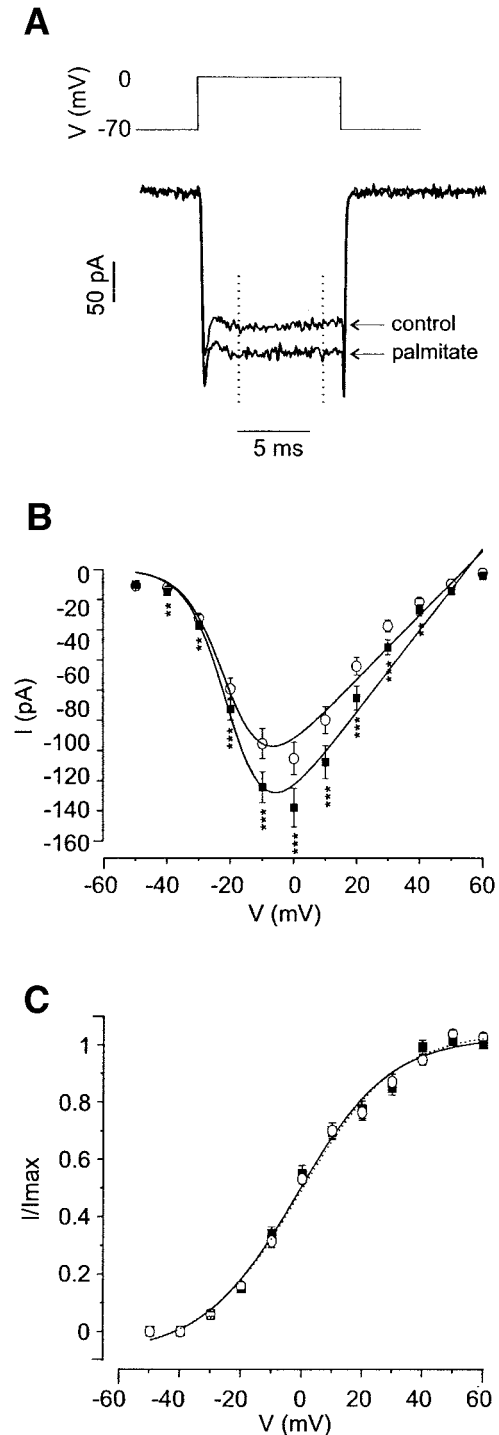 A
V (mV)
0
-70
50 pA
control
palmitate
5 ms
B
I (pA)
0
-20
-40
-60
-80
-100
-120
-140
-160
**
**
***
***
***
***
***
***
**
-60 -40 -20 0 20 40 60
V (mV)
C
I/Imax
1
0.8
0.6
0.4
0.2
0
-60 -40 -20 0 20 40 60
V (mV)